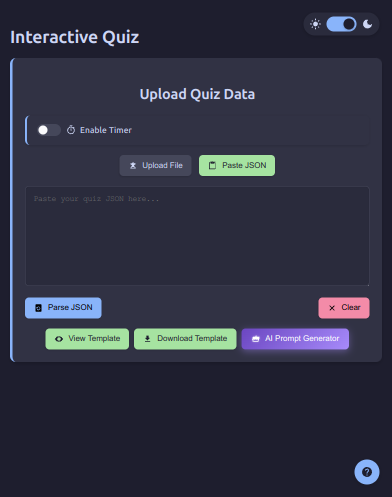 Interactive Quiz
Upload Quiz Data
Enable Timer
Upload File
Paste JSON
Paste your quiz JSON here...
Parse JSON
Clear
View Template
Download Template
AI Prompt Generator
?